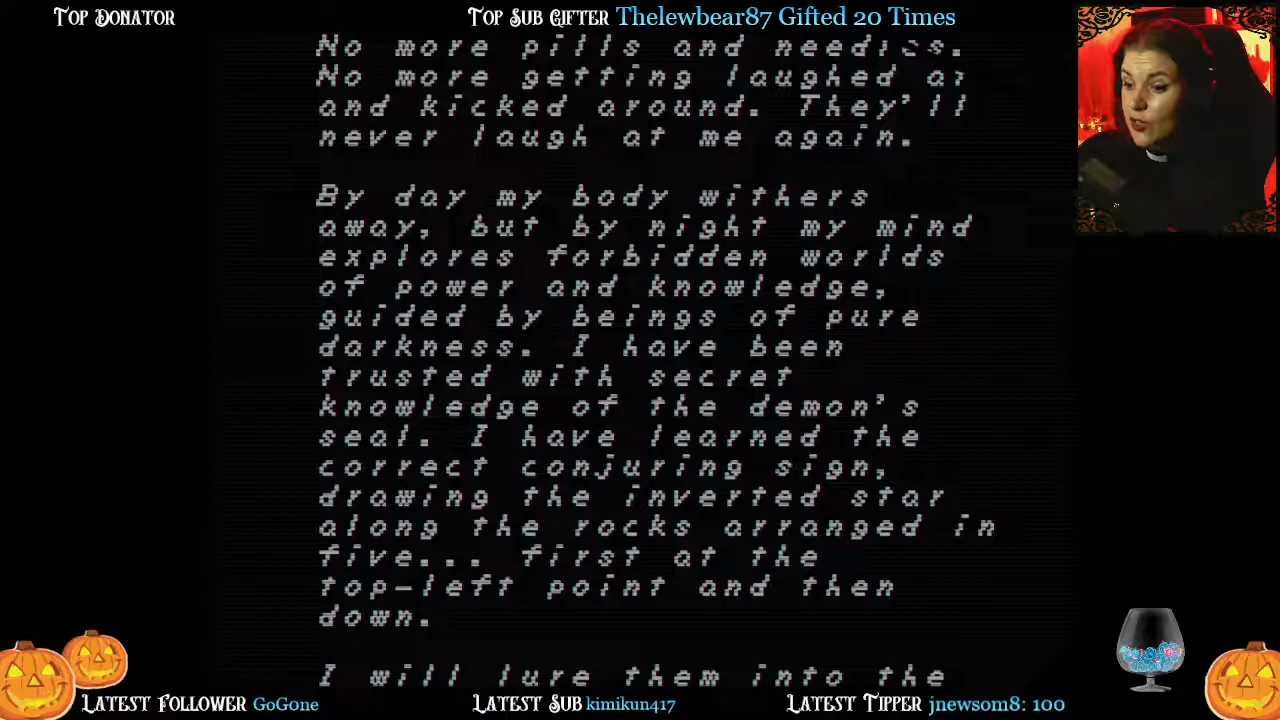 Top Donator
Top Sub Gifter Thelewbear87 Gifted 20 Times
No more pills and needles.
No more getting laughed at
and kicked around. They'll
never laugh at me again.
By day my body withers
away, but by night my mind
explores forbidden worlds
of power and knowledge,
guided by beings of pure
darkness. I have been
trusted with secret
knowledge of the demon's
seal. I have learned the
correct conjuring sign,
drawing the inverted star
along the rocks arranged in
five... first at the
top-left point and then
down.
I will lure them into the
Latest Follower GoGone
Latest Sub kimikun417
Latest Tipper jnewsom8: 100